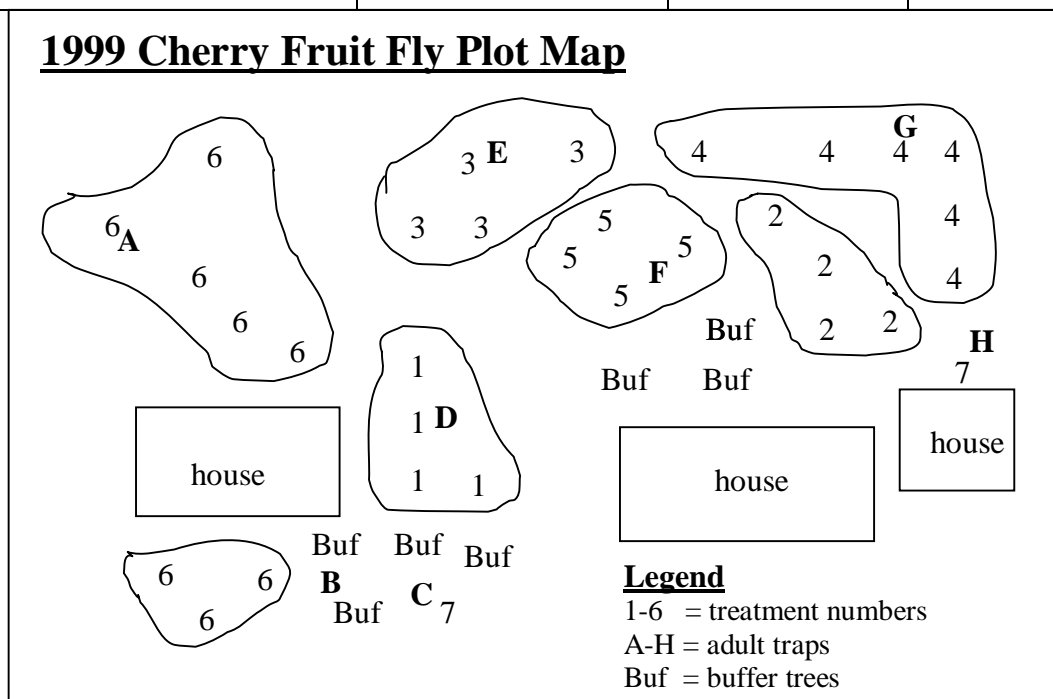 1999 Cherry Fruit Fly Plot Map
6 3 E 3 4 4 G 4 4
6 A 3 3 5 5 2 4
6 5 F 2 4
6 5 Buf 2 2 H
6 1 Buf Buf 7
1 D
house 1 1 house house
Buf Buf Buf
6 6 B C
6 Buf 7
Legend
1-6 = treatment numbers
A-H = adult traps
Buf = buffer trees